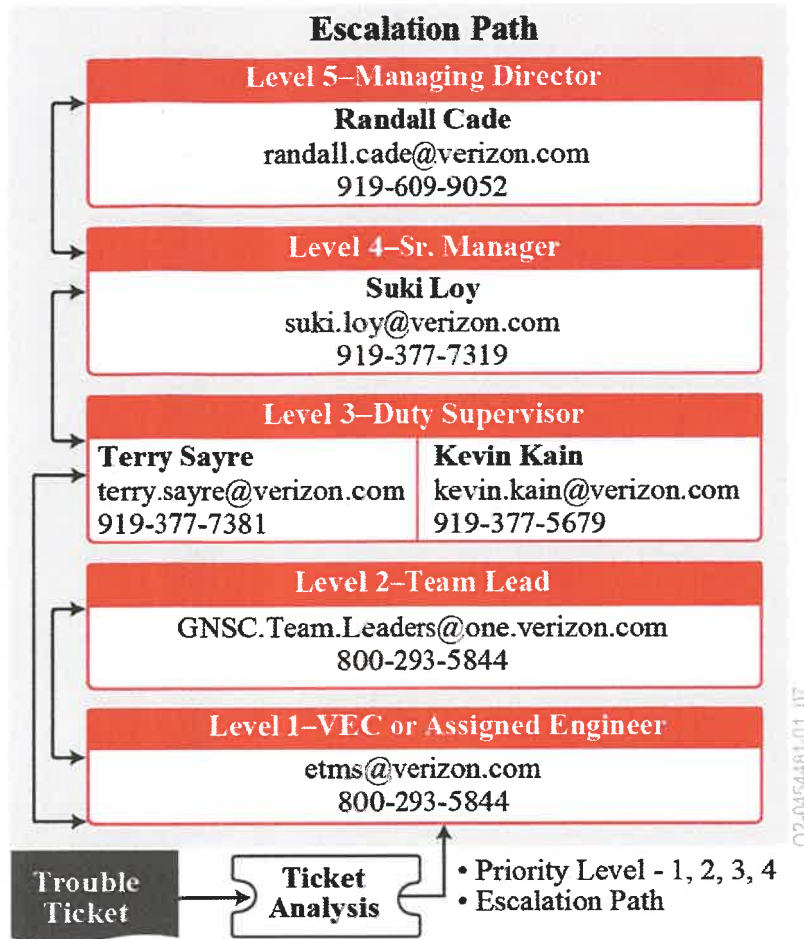 Escalation Path
Level 5–Managing Director
Randall Cade
randall.cade@verizon.com
919-609-9052
Level 4–Sr. Manager
Suki Loy
suki.loy@verizon.com
919-377-7319
Level 3–Duty Supervisor
Terry Sayre
terry.sayre@verizon.com
919-377-7381
Kevin Kain
kevin.kain@verizon.com
919-377-5679
Level 2–Team Lead
GNSC.Team.Leaders@one.verizon.com
800-293-5844
Level 1–VEC or Assigned Engineer
etms@verizon.com
800-293-5844
Trouble
Ticket
Ticket
Analysis
• Priority Level - 1, 2, 3, 4
• Escalation Path